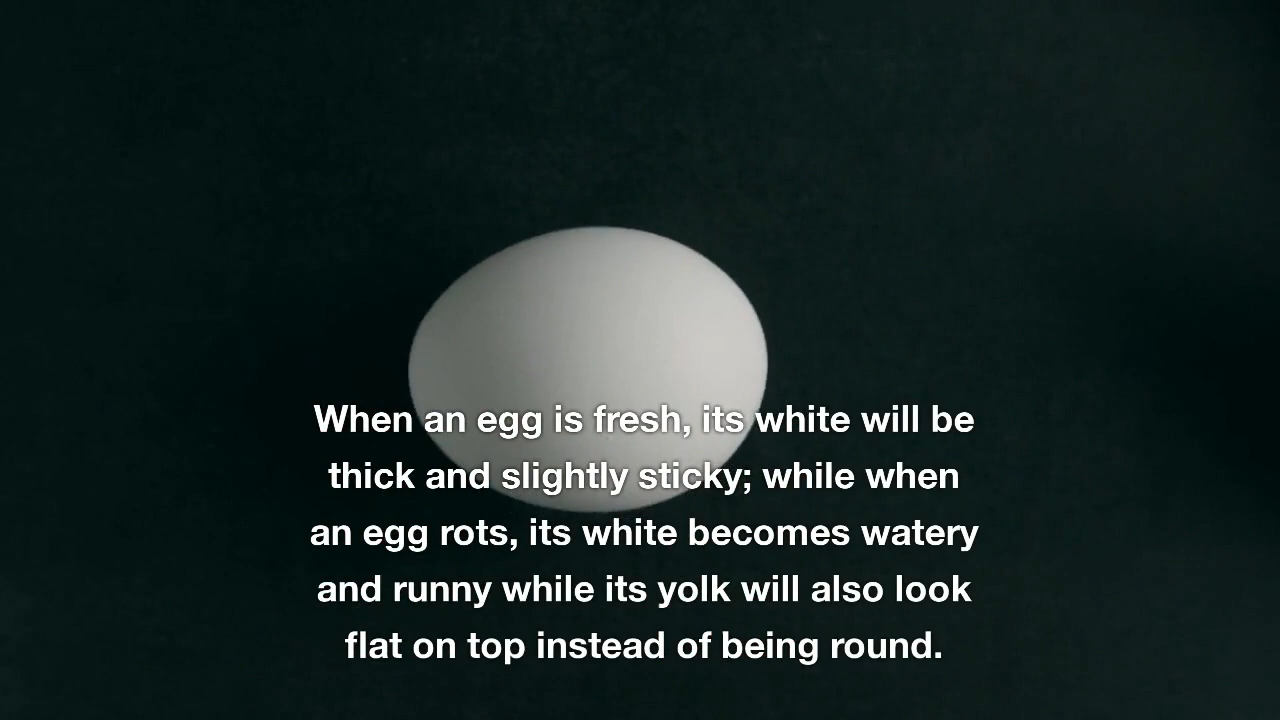 When an egg is fresh, its white will be
thick and slightly sticky; while when
an egg rots, its white becomes watery
and runny while its yolk will also look
flat on top instead of being round.